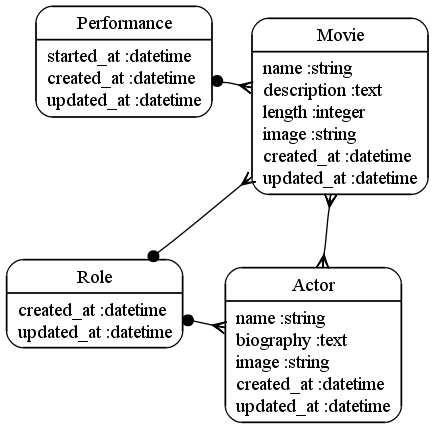 Performance
started_at :datetime
created_at :datetime
updated_at :datetime
Movie
name :string
description :text
length :integer
image :string
created_at :datetime
updated_at :datetime
Role
created_at :datetime
updated_at :datetime
Actor
name :string
biography :text
image :string
created_at :datetime
updated_at :datetime